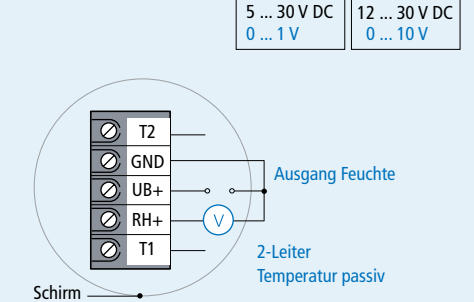 5 ... 30 V DC
0 ... 1 V
12 ... 30 V DC
0 ... 10 V
T2
GND
UB+
RH+
T1
V
Ausgang Feuchte
2-Leiter
Temperatur passiv
Schirm